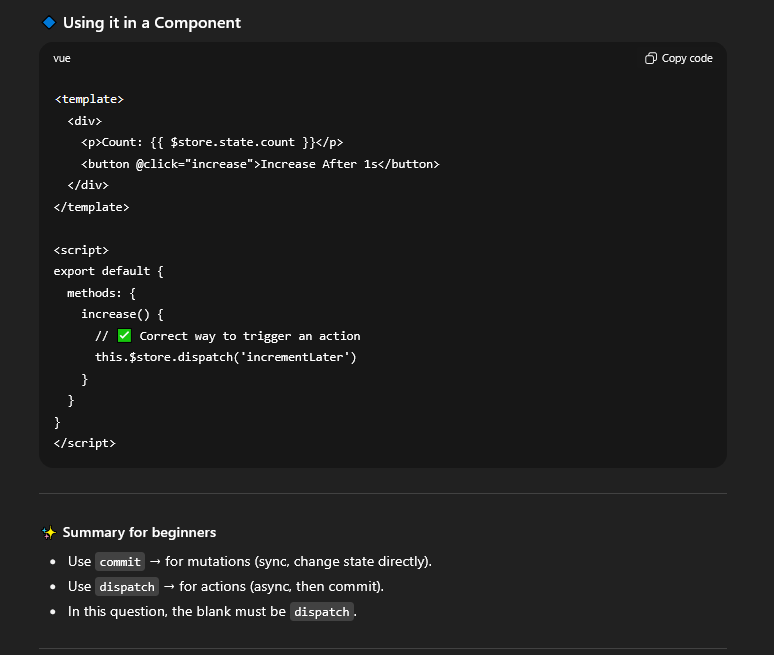 🔷 Using it in a Component
vue
Copy code
<template>
  <div>
    <p>Count: {{ $store.state.count }}</p>
    <button @click="increase">Increase After 1s</button>
  </div>
</template>
<script>
export default {
  methods: {
    increase() {
      // ✅ Correct way to trigger an action
      this.$store.dispatch('incrementLater')
    }
  }
}
</script>
✨ Summary for beginners
• Use commit → for mutations (sync, change state directly).
• Use dispatch → for actions (async, then commit).
• In this question, the blank must be dispatch.